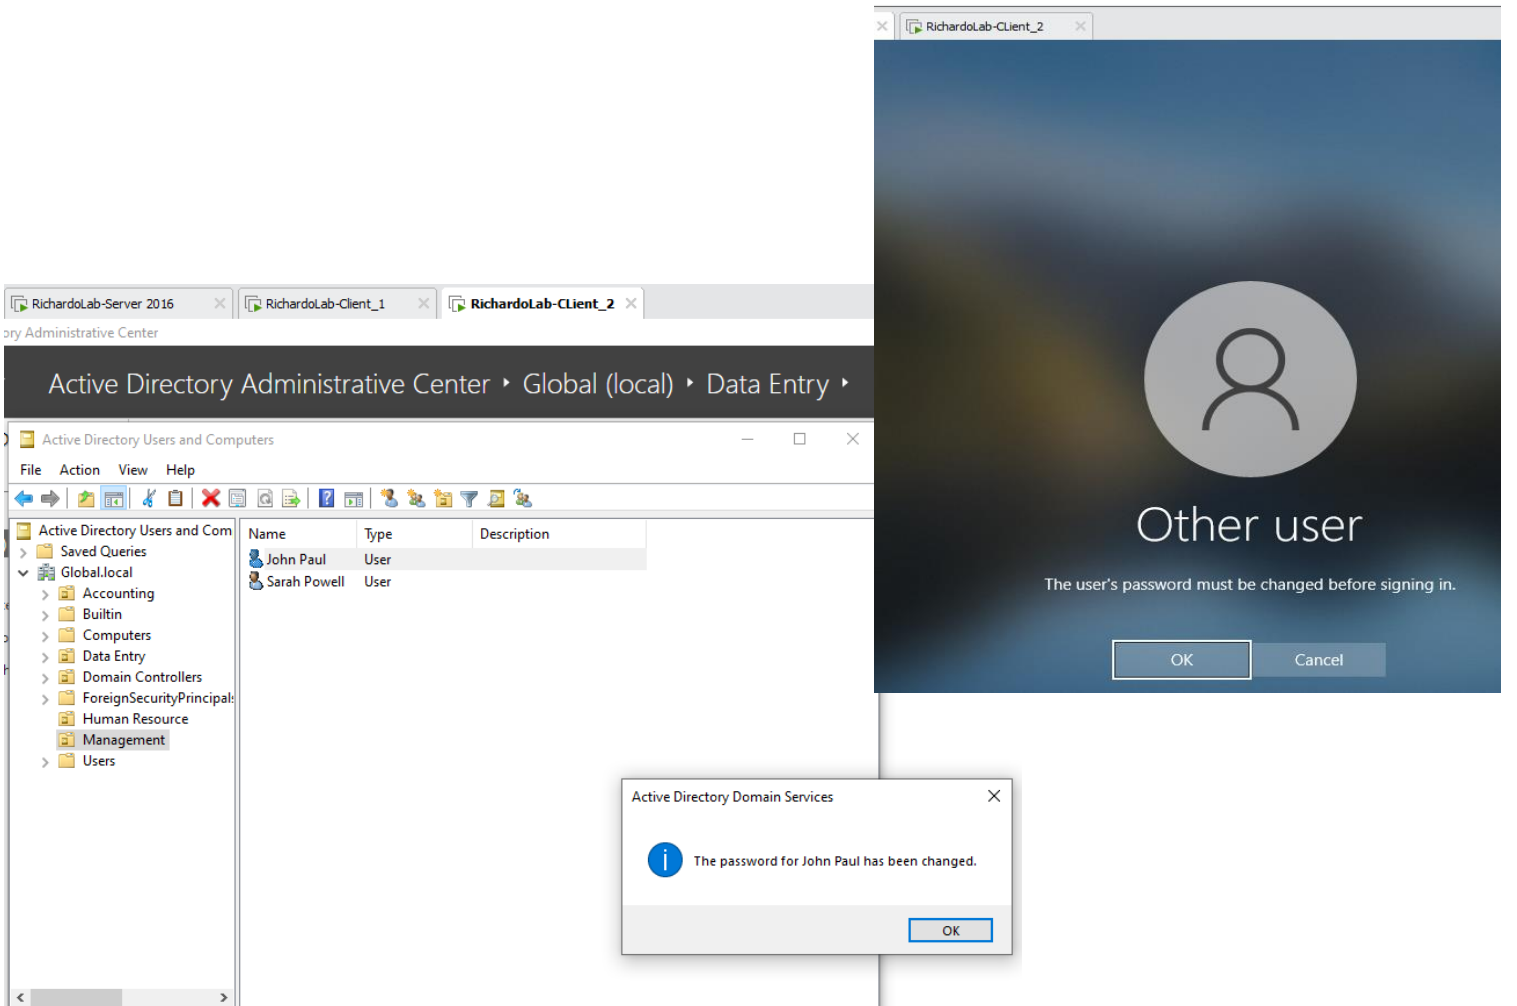 RichardoLab-CLient_2
Other user
The user's password must be changed before signing in.
OK
Cancel
RichardoLab-Server 2016
RichardoLab-Client_1
RichardoLab-CLient_2
ory Administrative Center
Active Directory Administrative Center • Global (local) • Data Entry •
Active Directory Users and Computers
File Action View Help
Active Directory Users and Com
Saved Queries
Global.local
Accounting
Builtin
Computers
Data Entry
Domain Controllers
ForeignSecurityPrincipal
Human Resource
Management
Users
Name Type Description
John Paul User
Sarah Powell User
Active Directory Domain Services
The password for John Paul has been changed.
OK